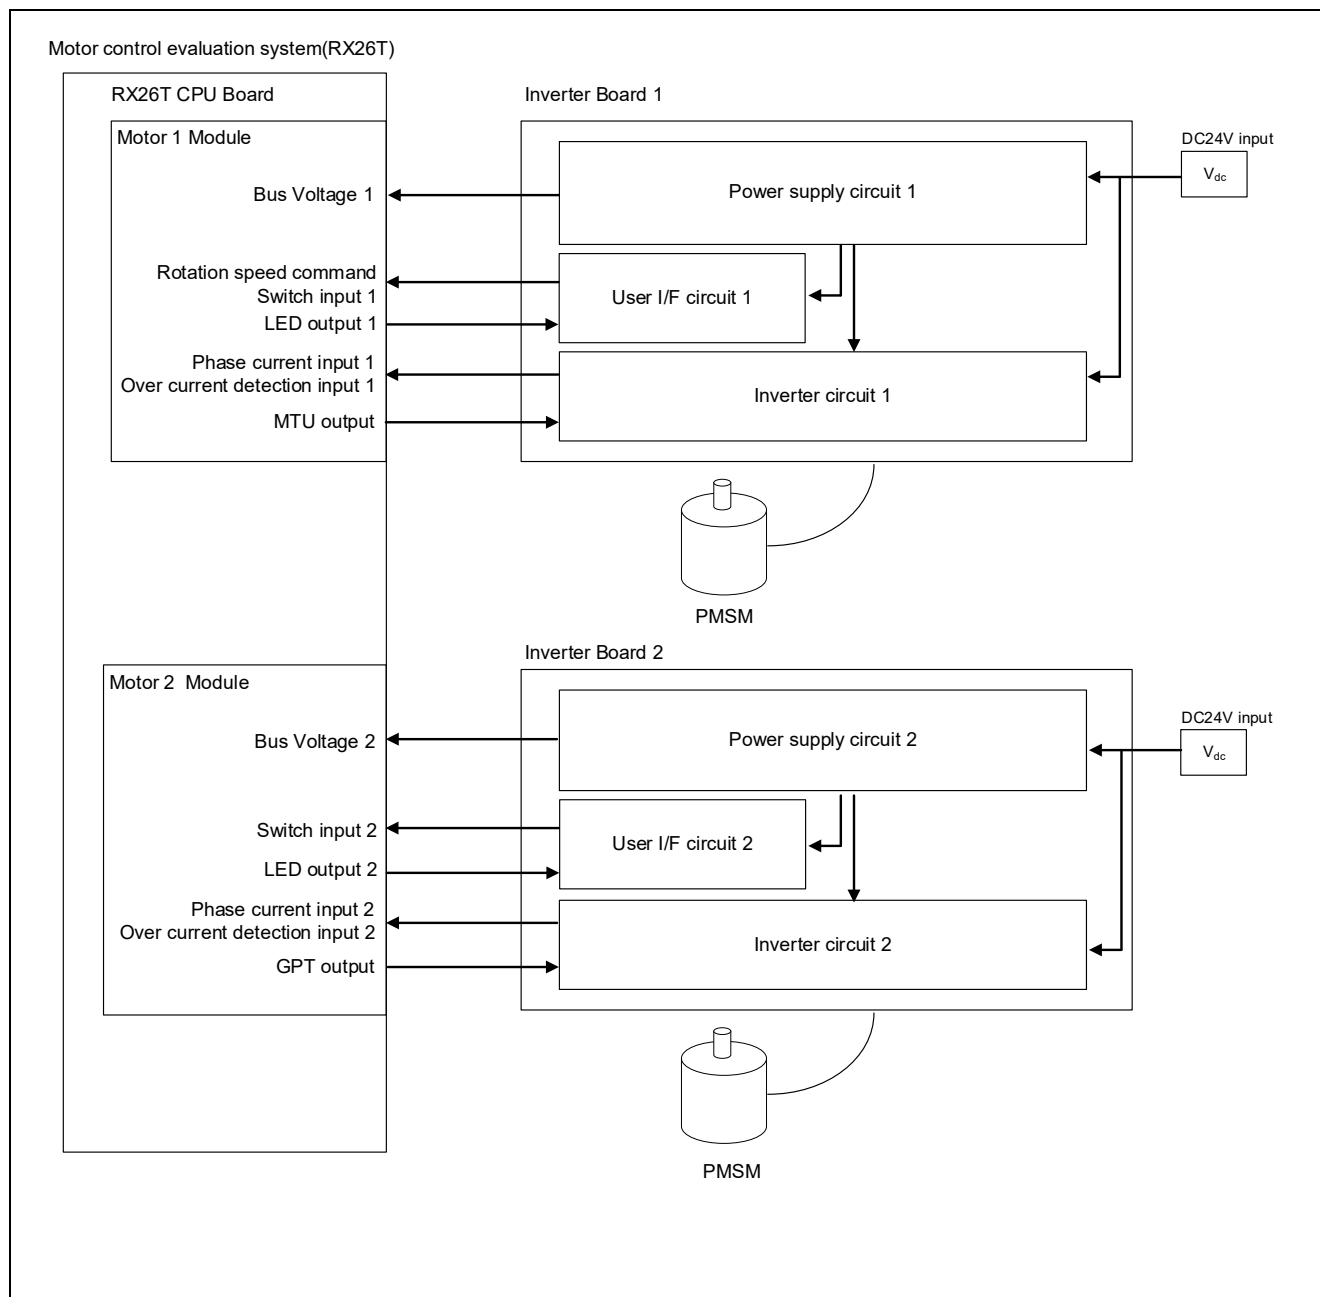 Motor control evaluation system(RX26T)
RX26T CPU Board
Inverter Board 1
Motor 1 Module
DC24V input
Vdc
Bus Voltage 1
Power supply circuit 1
Rotation speed command
Switch input 1
User I/F circuit 1
LED output 1
Phase current input 1
Over current detection input 1
Inverter circuit 1
MTU output
PMSM
Inverter Board 2
Motor 2 Module
DC24V input
Vdc
Bus Voltage 2
Power supply circuit 2
Switch input 2
User I/F circuit 2
LED output 2
Phase current input 2
Over current detection input 2
Inverter circuit 2
GPT output
PMSM